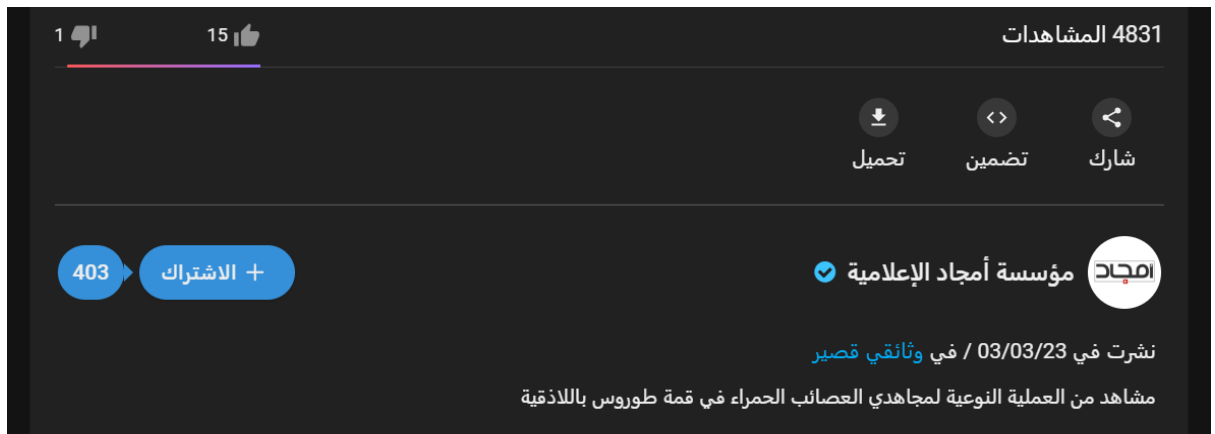 4831 المشاهدات
15
1
شارك
تضمين
تحميل
امجاد
مؤسسة أمجاد الإعلامية
+ الاشتراك
403
نشرت في 03/03/23 / في وثائقي قصير
مشاهد من العملية النوعية لمجاهدي العصائب الحمراء في قمة طوروس باللاذقية